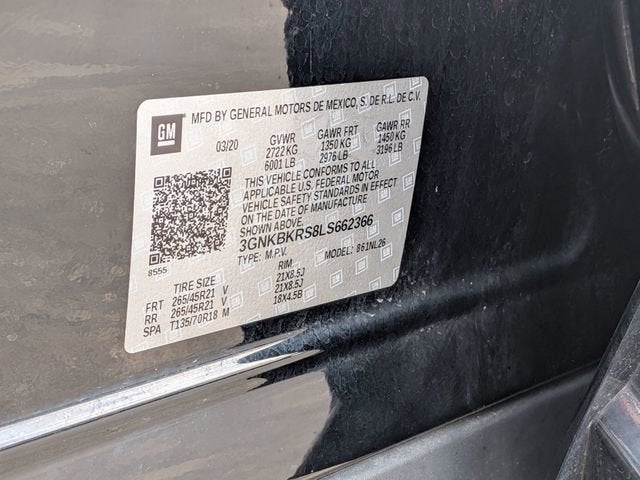 GM
MFD BY GENERAL MOTORS DE MEXICO, S. DE R.L. DE C.V.
03/20 GVWR GAWR FRT GAWR RR
2722 KG 1350 KG 1450 KG
6001 LB 2976 LB 3196 LB
THIS VEHICLE CONFORMS TO ALL
APPLICABLE U.S. FEDERAL MOTOR
VEHICLE SAFETY STANDARDS IN EFFECT
ON THE DATE OF MANUFACTURE
3GNKBKRS8LS662366
TYPE: M.P.V. MODEL: 861NL26
8555
TIRE SIZE RIM
FRT 265/45R21 V 21X8.5J
RR 265/45R21 V 21X8.5J
SPA T135/70R18 M 18X4.5B